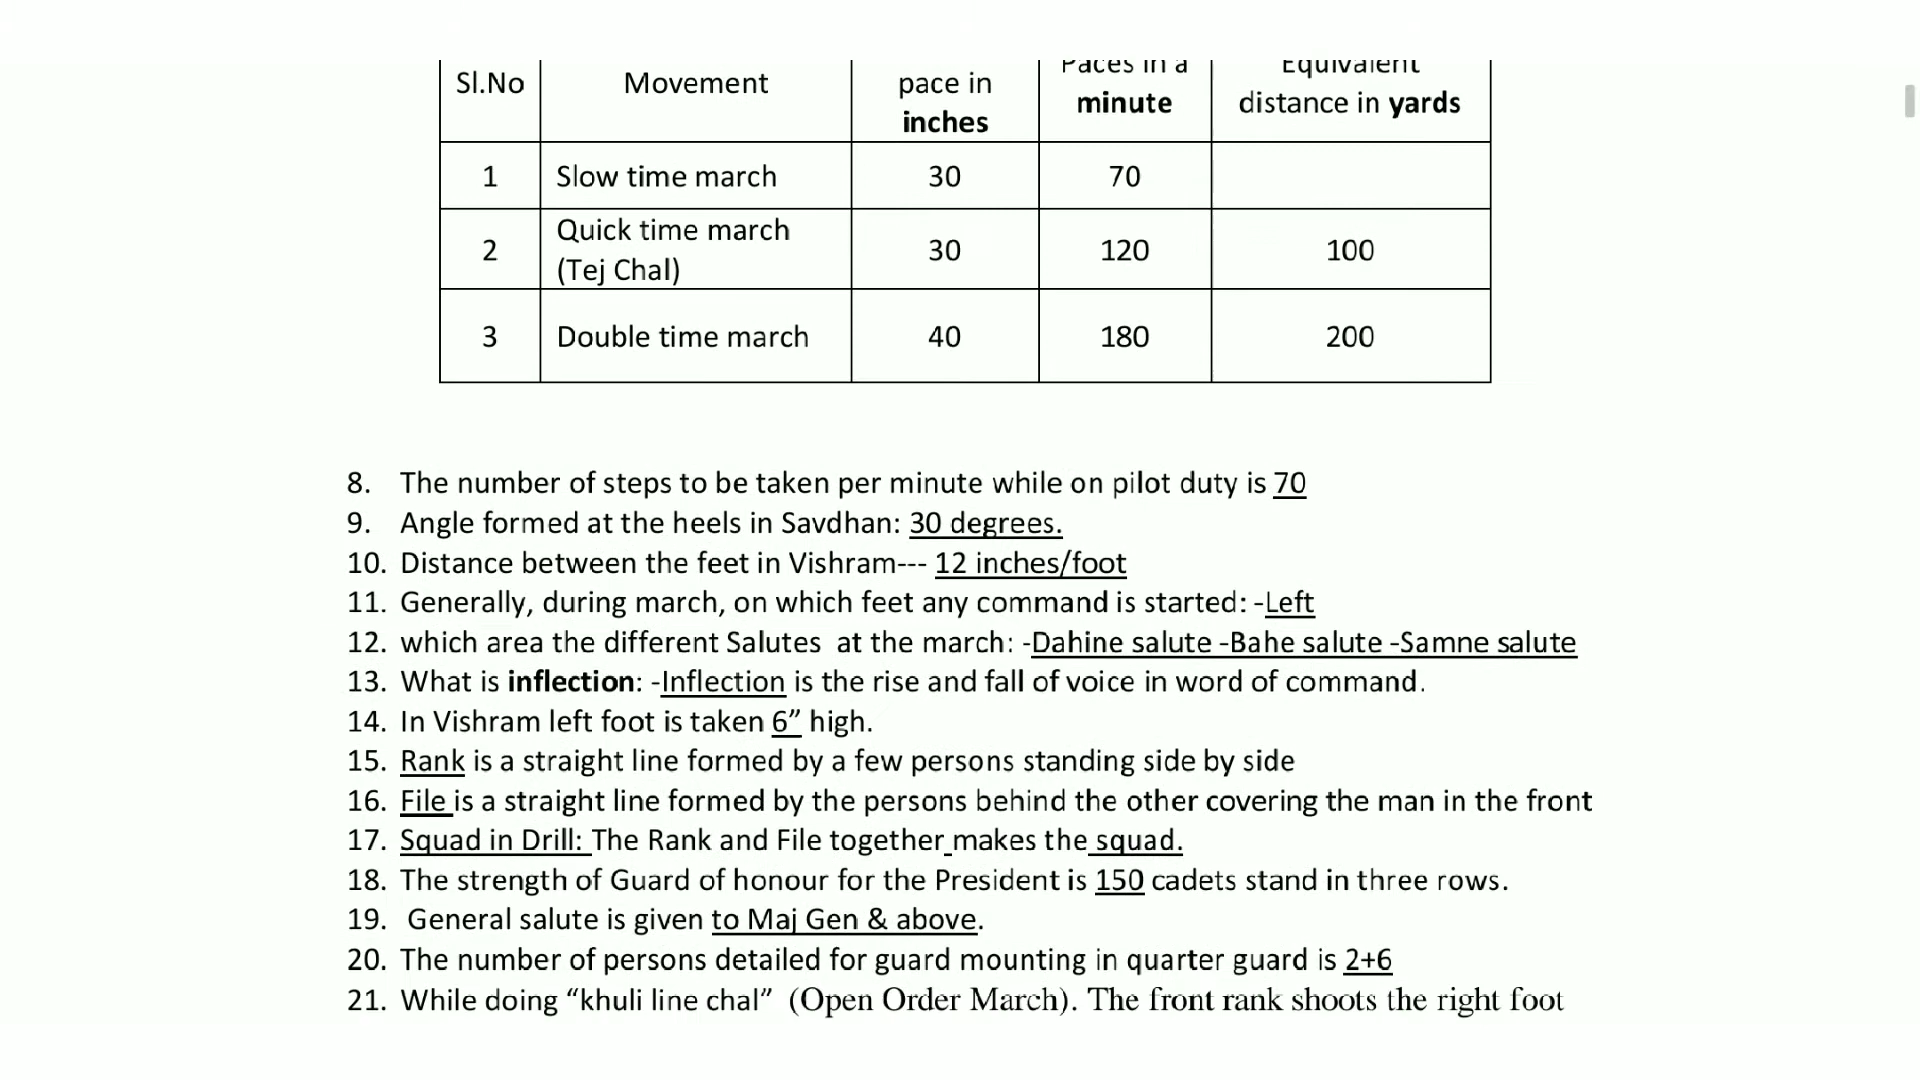 Sl.No Movement pace in inches Paces in a minute Equivalent distance in yards
1 Slow time march 30 70
2 Quick time march (Tej Chal) 30 120 100
3 Double time march 40 180 200
8. The number of steps to be taken per minute while on pilot duty is 70
9. Angle formed at the heels in Savdhan: 30 degrees.
10. Distance between the feet in Vishram--- 12 inches/foot
11. Generally, during march, on which feet any command is started: -Left
12. which area the different Salutes at the march: -Dahine salute -Bahe salute -Samne salute
13. What is inflection: -Inflection is the rise and fall of voice in word of command.
14. In Vishram left foot is taken 6” high.
15. Rank is a straight line formed by a few persons standing side by side
16. File is a straight line formed by the persons behind the other covering the man in the front
17. Squad in Drill: The Rank and File together makes the squad.
18. The strength of Guard of honour for the President is 150 cadets stand in three rows.
19. General salute is given to Maj Gen & above.
20. The number of persons detailed for guard mounting in quarter guard is 2+6
21. While doing “khuli line chal” (Open Order March). The front rank shoots the right foot